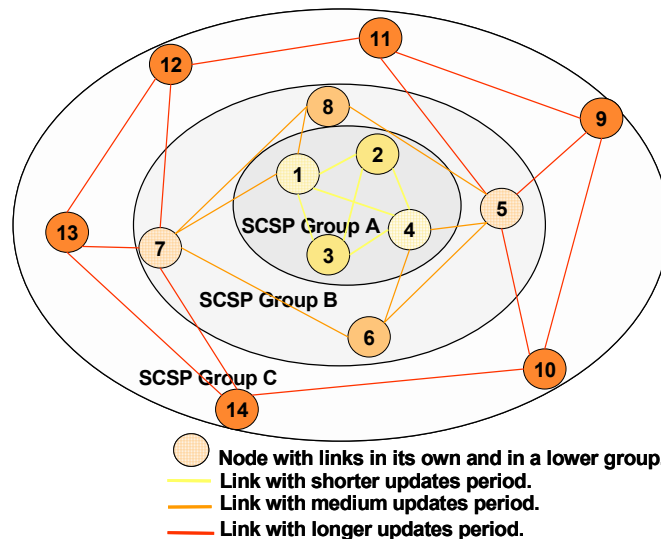 11
12
8
9
2
1
5
4
13
SCSP Group A
7
3
SCSP Group B
6
10
SCSP Group C
14
Node with links in its own and in a lower group.
Link with shorter updates period.
Link with medium updates period.
Link with longer updates period.